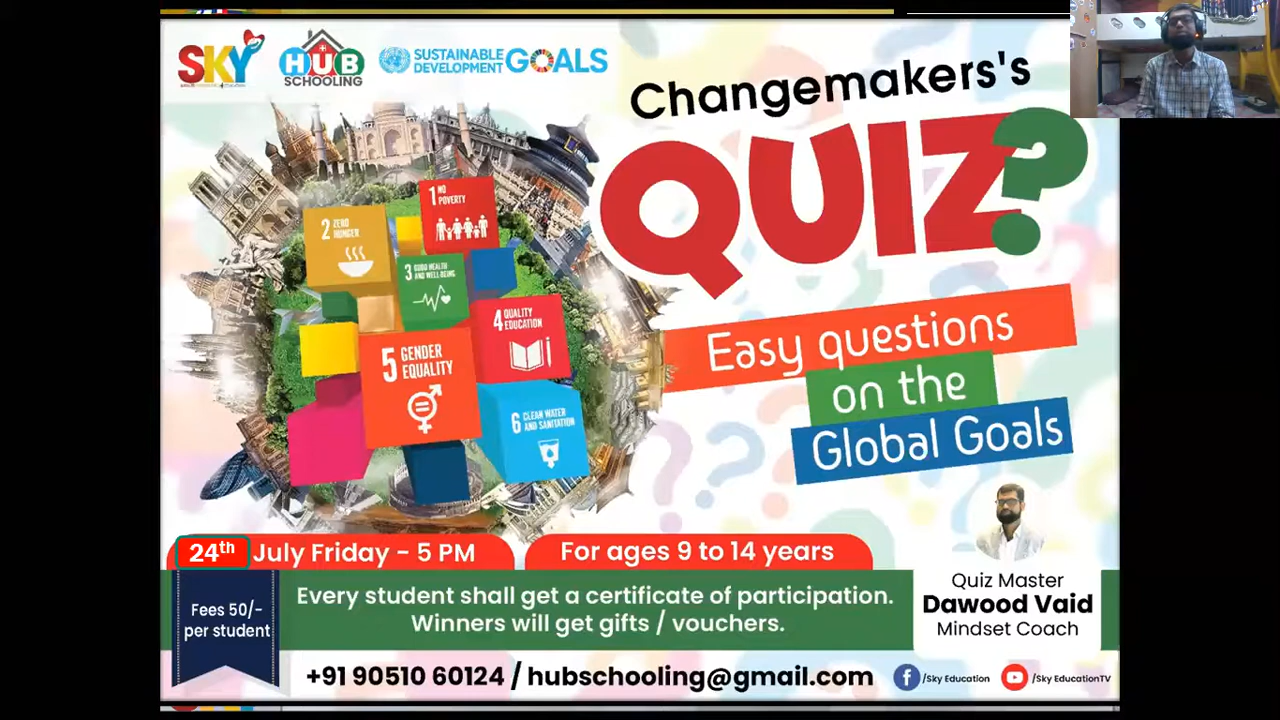 SKY
HUB
SCHOOLING
SUSTAINABLE
DEVELOPMENT
GOALS
Changemakers's
QUIZ?
Easy questions
on the
Global Goals
1 NO
POVERTY
2 ZERO
HUNGER
3 GOOD HEALTH
AND WELL-BEING
4 QUALITY
EDUCATION
5 GENDER
EQUALITY
6 CLEAN WATER
AND SANITATION
24th July Friday - 5 PM
For ages 9 to 14 years
Fees 50/-
per student
Every student shall get a certificate of participation.
Winners will get gifts / vouchers.
Quiz Master
Dawood Vaid
Mindset Coach
+91 90510 60124 / hubschooling@gmail.com
/Sky Education
/Sky EducationTV